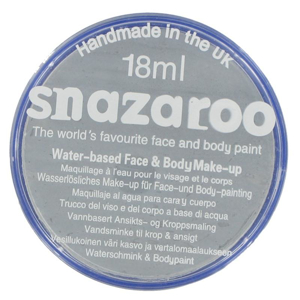 Handmade in the UK
18ml
snazaroo
The world's favourite face and body paint
Water-based Face & Body Make-up
Maquillage à l'eau pour le visage et le corps
Wasserlösliches Make-up für Face-und Body-painting
Maquillaje al agua para cara y cuerpo
Trucco del viso e del corpo a base di acqua
Vannbasert Ansikts- og Kroppsmaling
Vandsminke til krop & ansigt
Vesiliukoinen väri kasvo ja vartalomaalaukseen
Waterschmink & Bodypaint